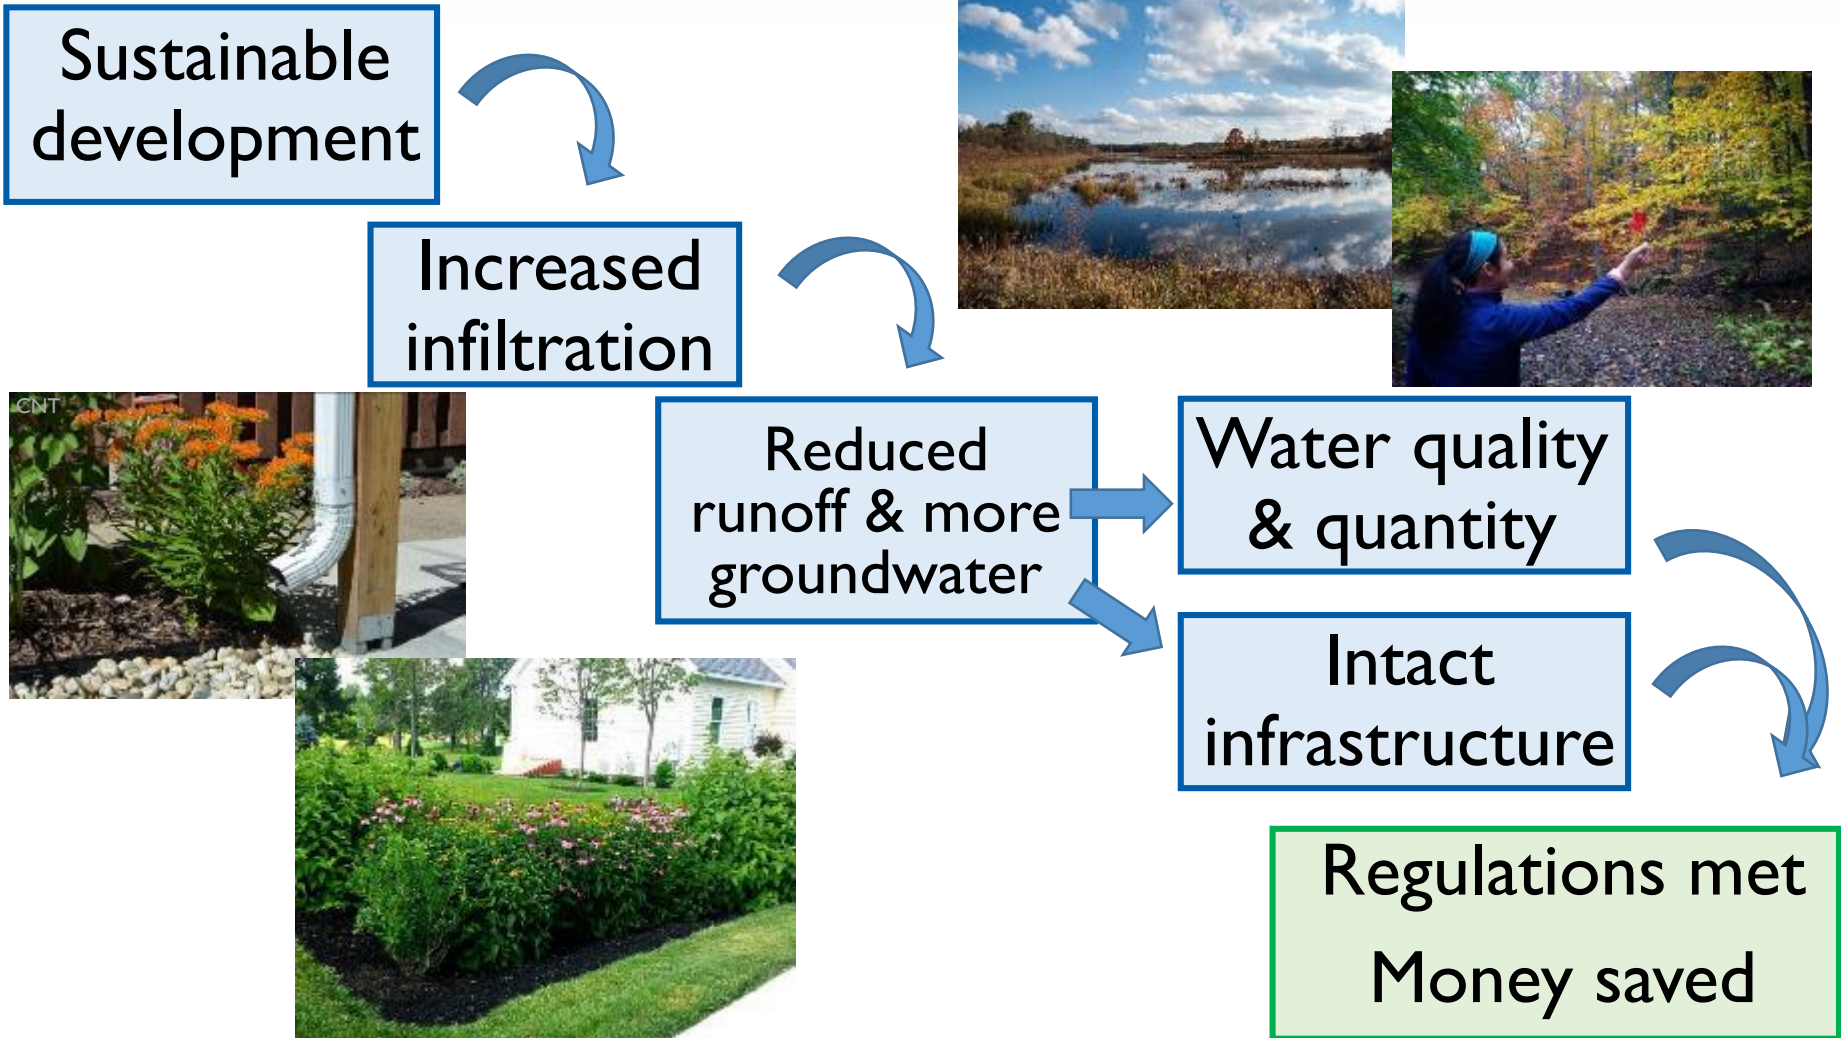 Sustainable
development
Increased
infiltration
CNT
Reduced
runoff & more
groundwater
Water quality
& quantity
Intact
infrastructure
Regulations met
Money saved